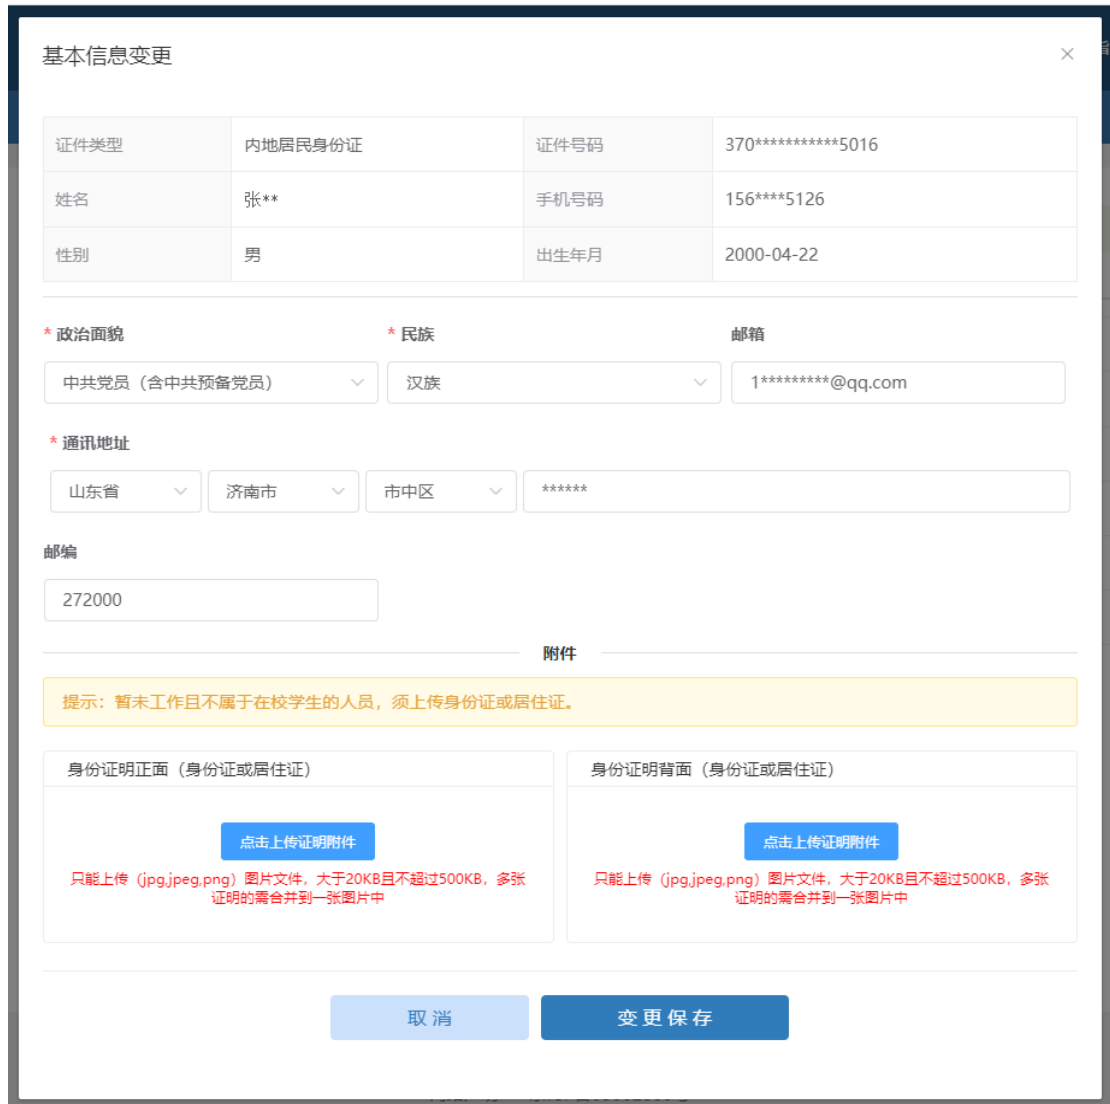 基本信息变更
证件类型 内地居民身份证 证件号码 370***********5016
姓名 张** 手机号码 156****5126
性别 男 出生年月 2000-04-22
* 政治面貌 * 民族 邮箱
中共党员（含中共预备党员） 汉族 1*********@qq.com
* 通讯地址
山东省 济南市 市中区 ******
邮编
272000
附件
提示：暂未工作且不属于在校学生的人员，须上传身份证或居住证。
身份证明正面（身份证或居住证） 身份证明背面（身份证或居住证）
点击上传证明附件 点击上传证明附件
只能上传（jpg,jpeg,png）图片文件，大于20KB且不超过500KB，多张
证明的需合并到一张图片中
只能上传（jpg,jpeg,png）图片文件，大于20KB且不超过500KB，多张
证明的需合并到一张图片中
取消 变更保存